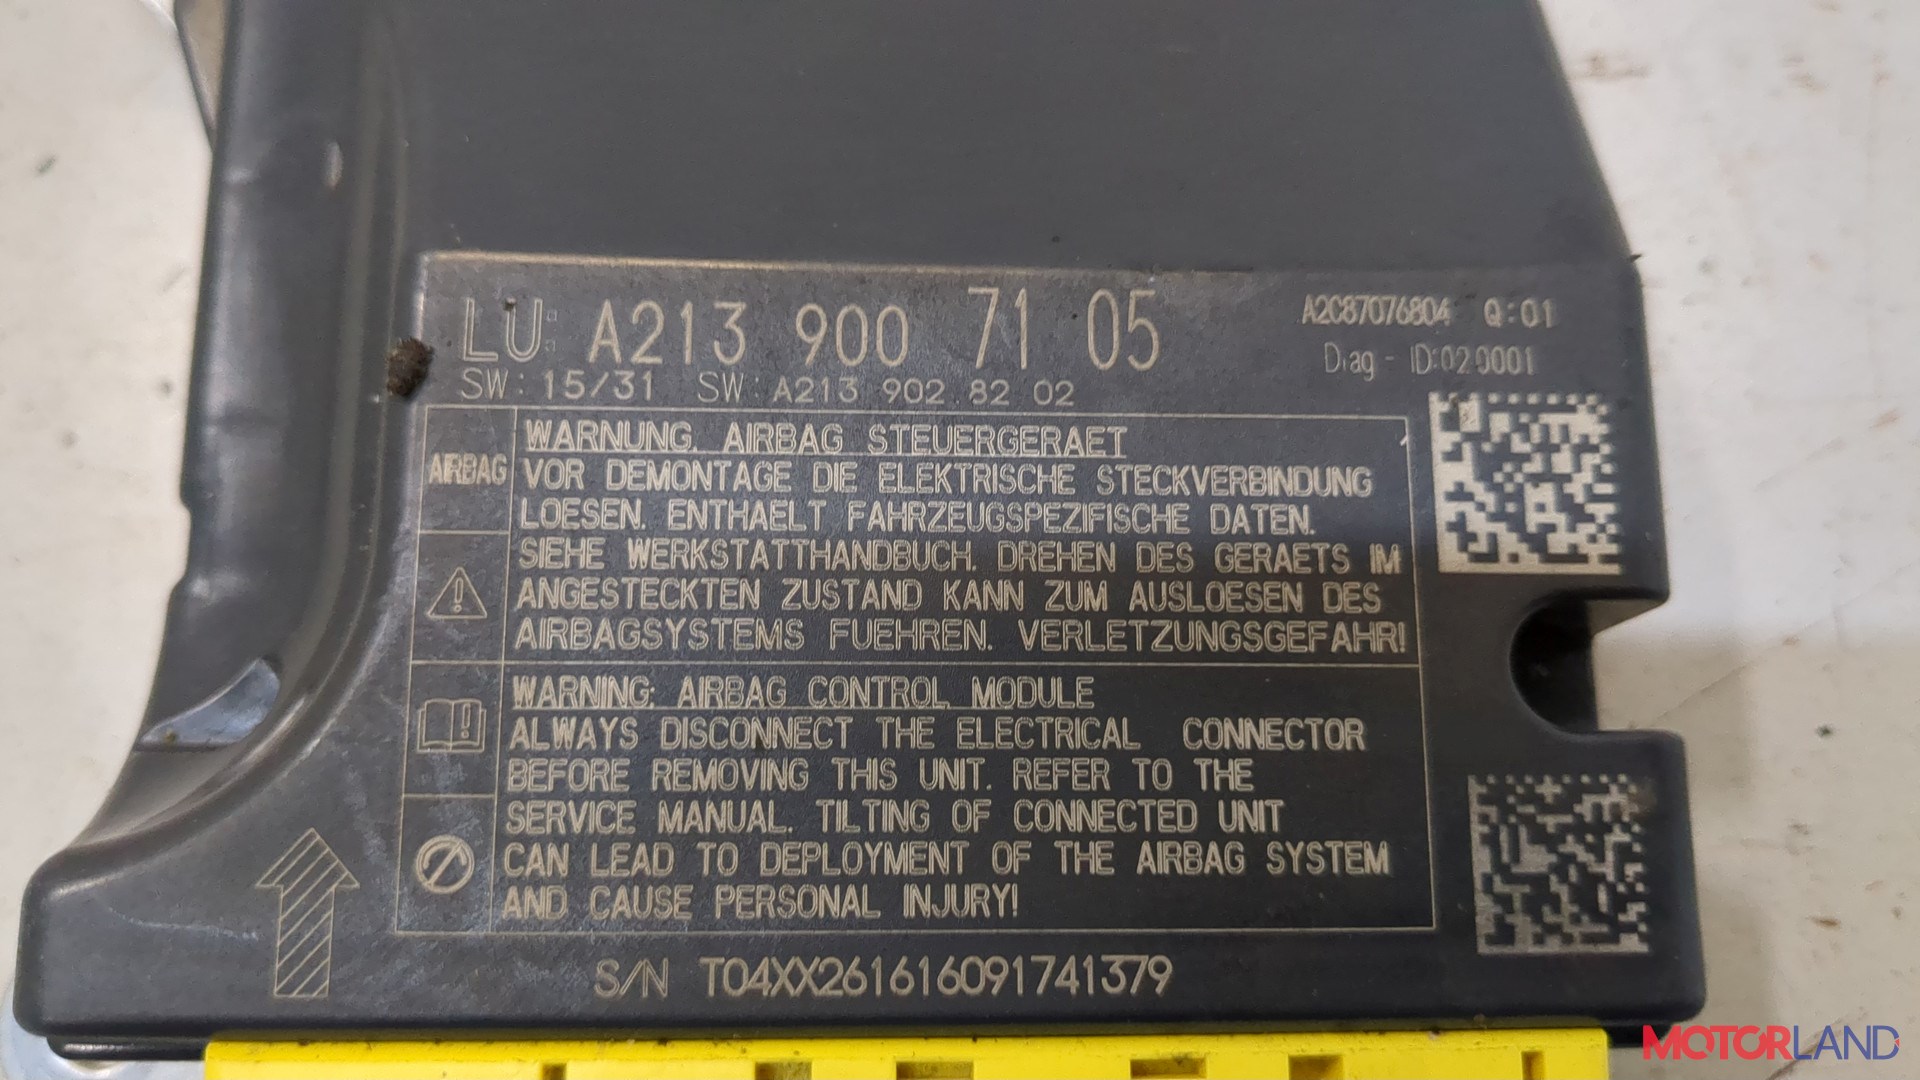 LU: A213 900 71 05
A2C87076804 Q:01
SW: 15/31 SW: A213 902 82 02
Diag - ID:020001
AIRBAG
WARNUNG. AIRBAG STEUERGERAET
VOR DEMONTAGE DIE ELEKTRISCHE STECKVERBINDUNG
LOESEN. ENTHAELT FAHRZEUGSPEZIFISCHE DATEN.
SIEHE WERKSTATTHANDBUCH. DREHEN DES GERAETS IM
ANGESTECKTEN ZUSTAND KANN ZUM AUSLOESEN DES
AIRBAGSYSTEMS FUEHREN. VERLETZUNGSGEFAHR!
WARNING: AIRBAG CONTROL MODULE
ALWAYS DISCONNECT THE ELECTRICAL CONNECTOR
BEFORE REMOVING THIS UNIT. REFER TO THE
SERVICE MANUAL. TILTING OF CONNECTED UNIT
CAN LEAD TO DEPLOYMENT OF THE AIRBAG SYSTEM
AND CAUSE PERSONAL INJURY!
S/N T04XX261616091741379
MOTORLAND